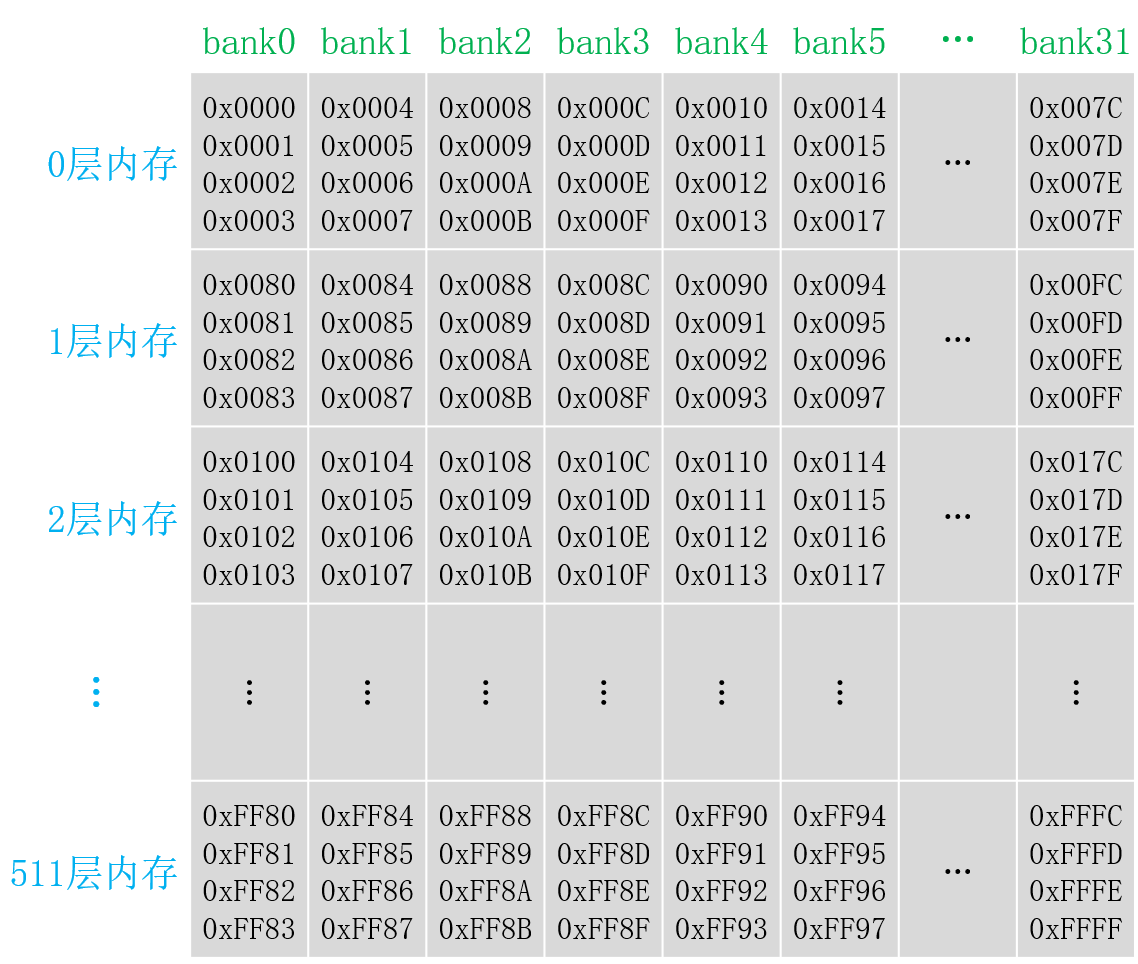 bank0 bank1 bank2 bank3 bank4 bank5 ... bank31
0x0000 0x0004 0x0008 0x000C 0x0010 0x0014 0x007C
0层内存 0x0001 0x0005 0x0009 0x000D 0x0011 0x0015 ... 0x007D
0x0002 0x0006 0x000A 0x000E 0x0012 0x0016 0x007E
0x0003 0x0007 0x000B 0x000F 0x0013 0x0017 0x007F
0x0080 0x0084 0x0088 0x008C 0x0090 0x0094 0x00FC
1层内存 0x0081 0x0085 0x0089 0x008D 0x0091 0x0095 ... 0x00FD
0x0082 0x0086 0x008A 0x008E 0x0092 0x0096 0x00FE
0x0083 0x0087 0x008B 0x008F 0x0093 0x0097 0x00FF
0x0100 0x0104 0x0108 0x010C 0x0110 0x0114 0x017C
2层内存 0x0101 0x0105 0x0109 0x010D 0x0111 0x0115 ... 0x017D
0x0102 0x0106 0x010A 0x010E 0x0112 0x0116 0x017E
0x0103 0x0107 0x010B 0x010F 0x0113 0x0117 0x017F
⋮ ⋮ ⋮ ⋮ ⋮ ⋮ ⋮ ⋮
0xFF80 0xFF84 0xFF88 0xFF8C 0xFF90 0xFF94 0xFFFC
511层内存 0xFF81 0xFF85 0xFF89 0xFF8D 0xFF91 0xFF95 ... 0xFFFD
0xFF82 0xFF86 0xFF8A 0xFF8E 0xFF92 0xFF96 0xFFFE
0xFF83 0xFF87 0xFF8B 0xFF8F 0xFF93 0xFF97 0xFFFF